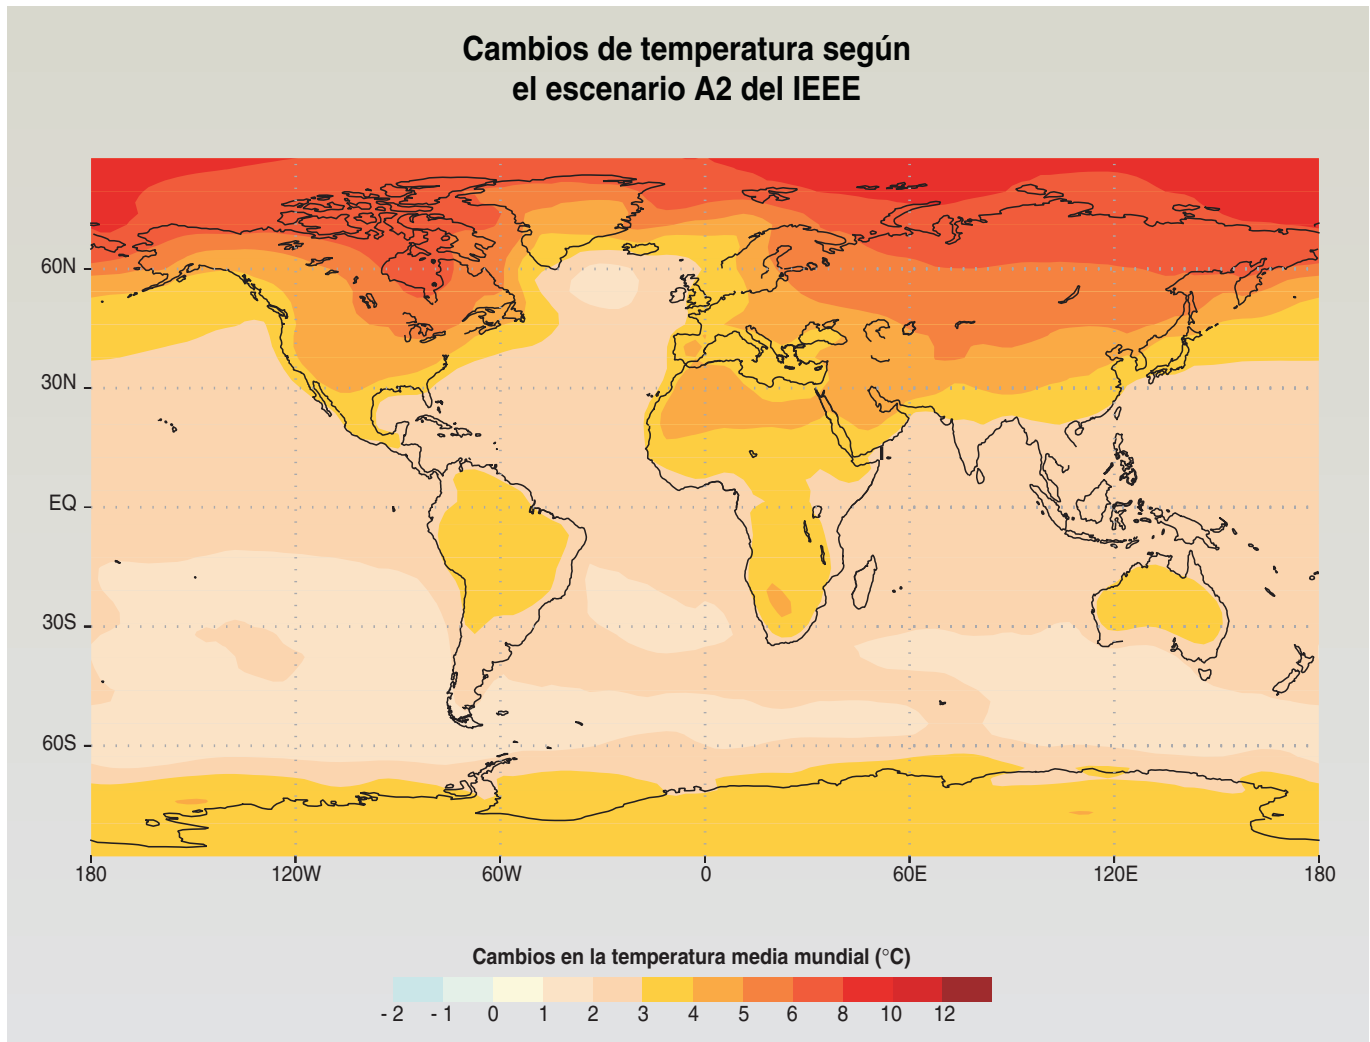 Cambios de temperatura según
el escenario A2 del IEEE
60N
30N
EQ
30S
60S
180 120W 60W 0 60E 120E 180
Cambios en la temperatura media mundial (°C)
- 2 - 1 0 1 2 3 4 5 6 8 10 12